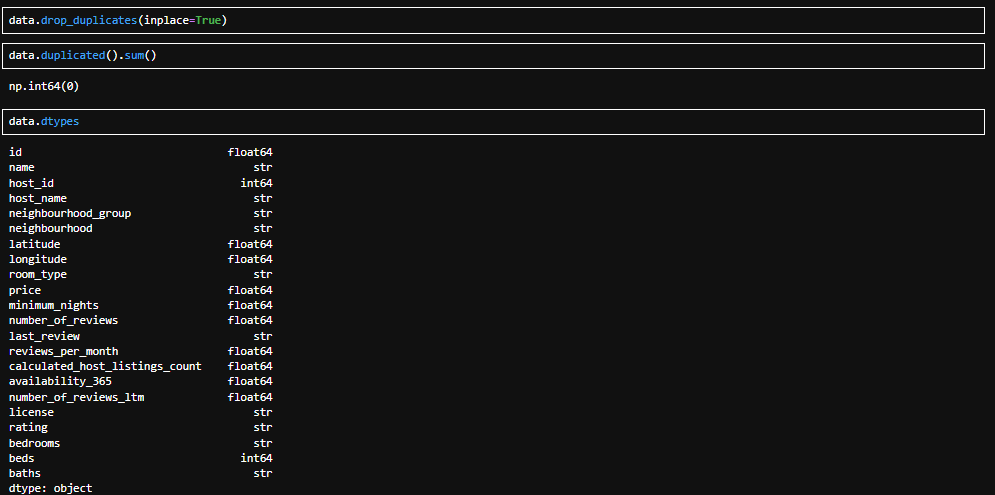 data.drop_duplicates(inplace=True)
data.duplicated().sum()
np.int64(0)
data.dtypes
id float64
name str
host_id int64
host_name str
neighbourhood_group str
neighbourhood str
latitude float64
longitude float64
room_type str
price float64
minimum_nights float64
number_of_reviews float64
last_review str
reviews_per_month float64
calculated_host_listings_count float64
availability_365 float64
number_of_reviews_ltm float64
license str
rating str
bedrooms str
beds int64
baths str
dtype: object